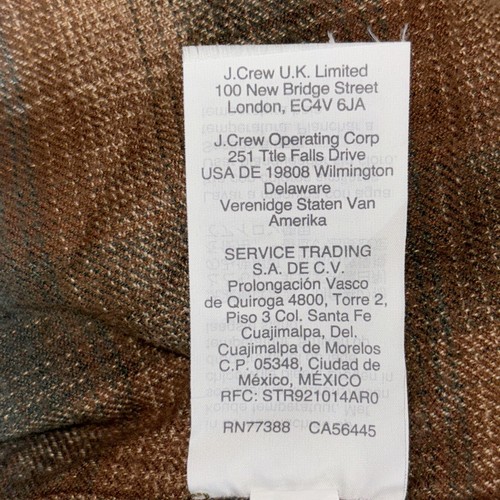 J.Crew U.K. Limited
100 New Bridge Street
London, EC4V 6JA
J.Crew Operating Corp
251 Ttle Falls Drive
USA DE 19808 Wilmington
Delaware
Verenidge Staten Van
Amerika
SERVICE TRADING
S.A. DE C.V.
Prolongación Vasco
de Quiroga 4800, Torre 2,
Piso 3 Col. Santa Fe
Cuajimalpa, Del.
Cuajimalpa de Morelos
C.P. 05348, Ciudad de
México, MÉXICO
RFC: STR921014AR0
RN77388 CA56445